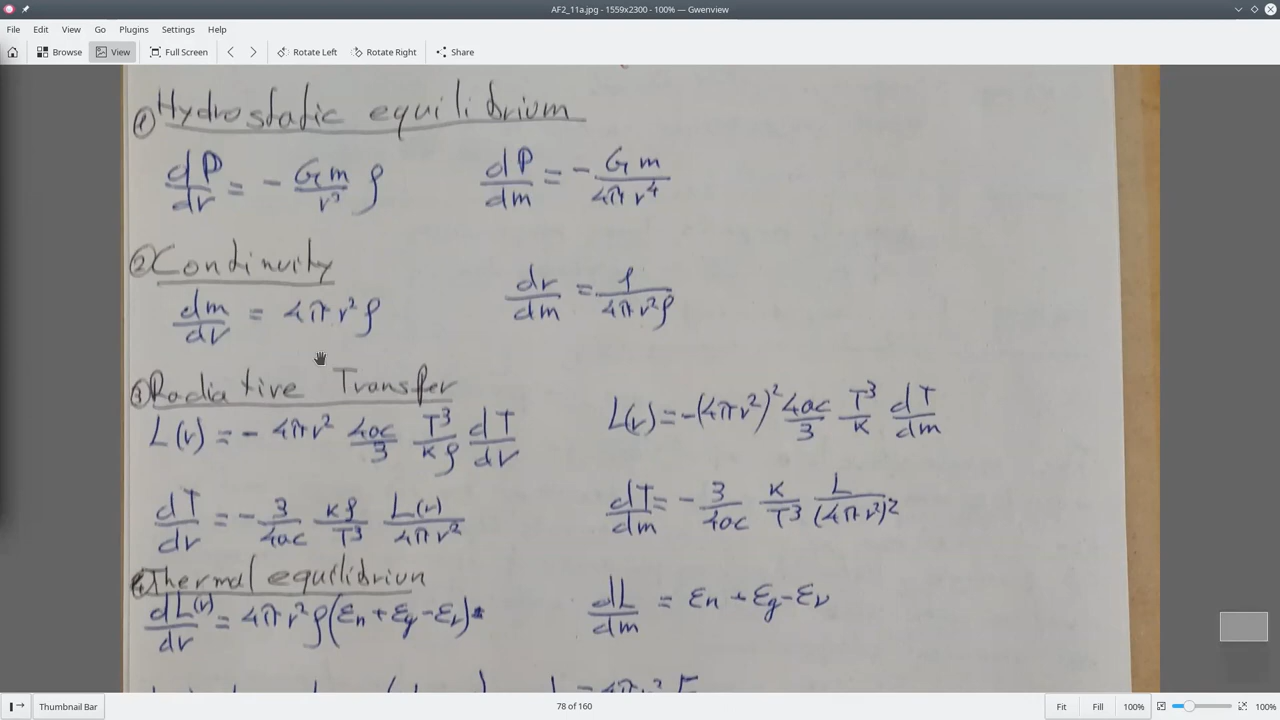 AF2_11a.jpg - 1559x2300 - 100% — Gwenview
File Edit View Go Plugins Settings Help
Browse View Full Screen Rotate Left Rotate Right Share
① Hydrostatic equilibrium
dP/dr = - Gm/r³ ρ dP/dm = - Gm/4πr⁴
② Continuity
dm/dr = 4πr²ρ dr/dm = 1/4πr²ρ
③ Radiative Transfer
L(r) = - 4πr² 4ac/3 T³/κρ dT/dr L(r) = -(4πr²)² 4ac/3 T³/κ dT/dm
dT/dr = - 3/4ac κρ/T³ L(r)/4πr² dT/dm = - 3/4ac κ/T³ L/(4πr²)²
④ Thermal equilibrium
dL(r)/dr = 4πr²ρ(εn + εg - εν) dL/dm = εn + εg - εν
Thumbnail Bar 78 of 160 Fit Fill 100% 100%